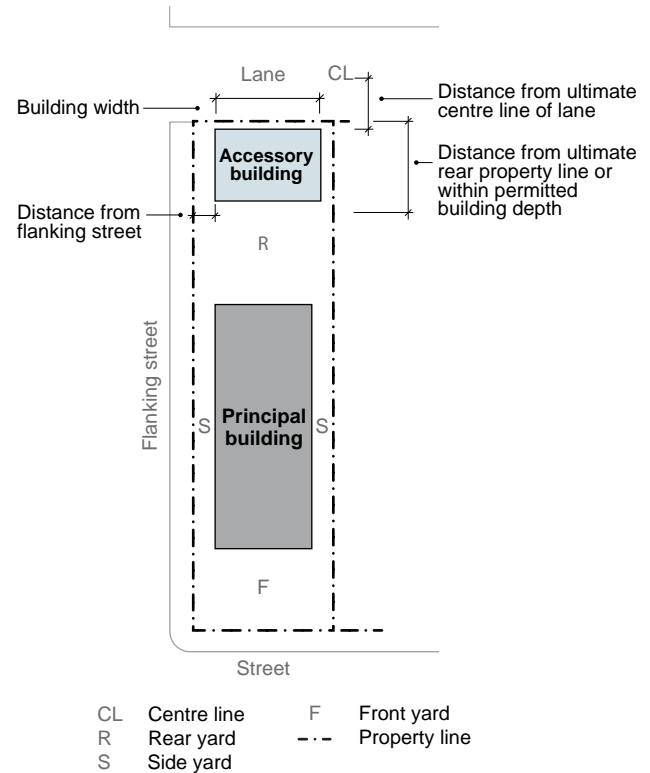 Lane
CL
Building width
Distance from ultimate
centre line of lane
Accessory
building
Distance from ultimate
rear property line or
within permitted
building depth
Distance from
flanking street
R
Flanking street
S
Principal
building
S
F
Street
CL Centre line
R Rear yard
S Side yard
F Front yard
Property line